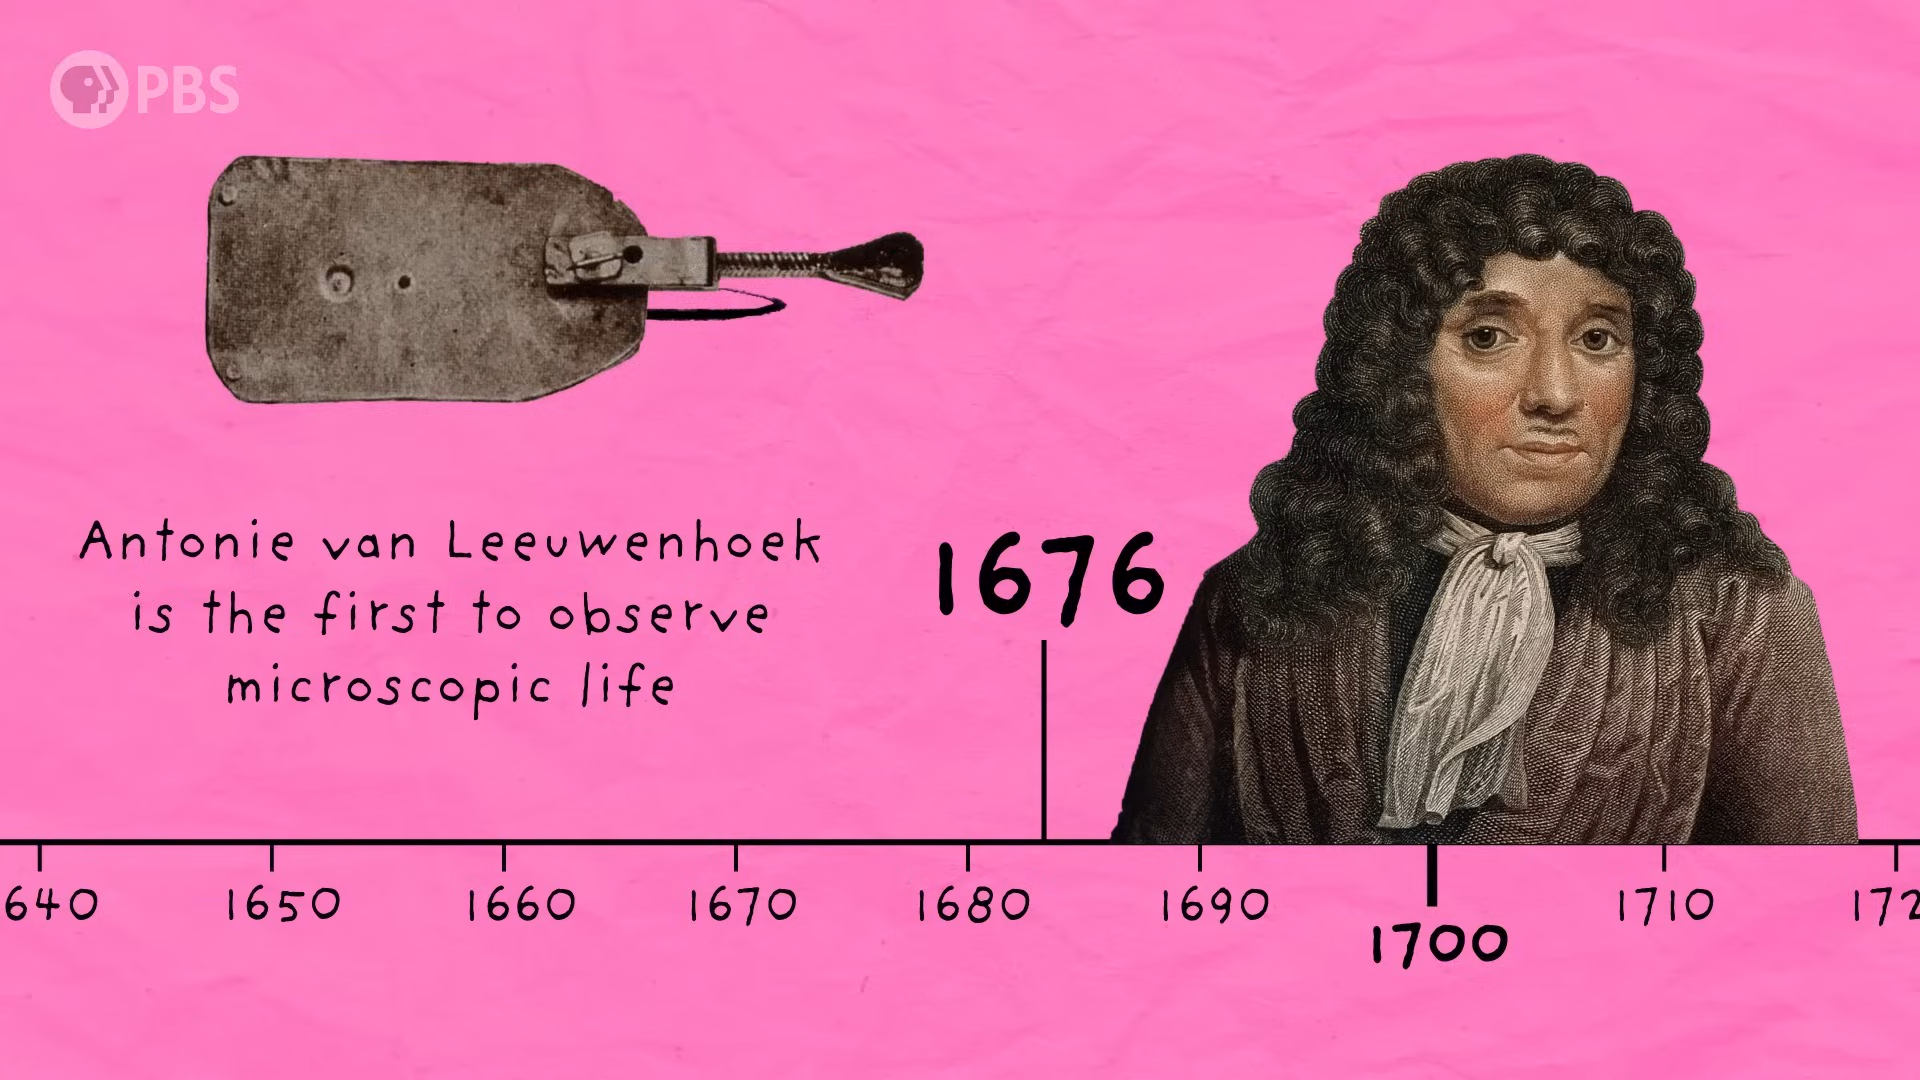 PBS
Antonie van Leeuwenhoek
is the first to observe
microscopic life
1676
640 1650 1660 1670 1680 1690 1700 1710 172